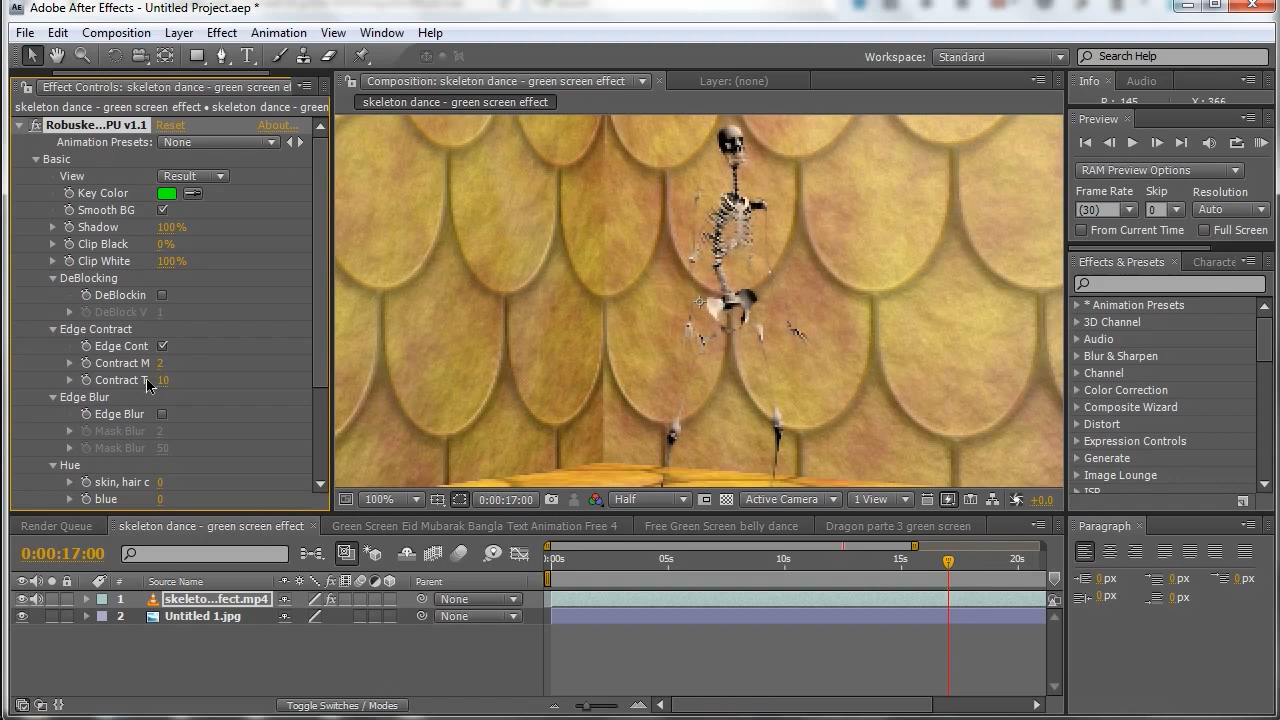 Adobe After Effects - Untitled Project.aep *
File Edit Composition Layer Effect Animation View Window Help
Workspace: Standard Search Help
Effect Controls: skeleton dance - green screen el
skeleton dance - green screen effect • skeleton dance - green
Robuske...PU v1.1 Reset About...
Animation Presets: None
Basic
View Result
Key Color
Smooth BG
Shadow 100%
Clip Black 0%
Clip White 100%
DeBlocking
DeBlockin
DeBlock V 1
Edge Contract
Edge Cont
Contract M 2
Contract T 10
Edge Blur
Edge Blur
Mask Blur 2
Mask Blur 50
Hue
skin, hair c 0
blue 0
Composition: skeleton dance - green screen effect Layer: (none)
skeleton dance - green screen effect
100% 0:00:17:00 Half Active Camera 1 View +0.0
Info Audio
R : 145 X : 366
Preview
RAM Preview Options
Frame Rate Skip Resolution
(30) 0 Auto
From Current Time Full Screen
Effects & Presets Characte
* Animation Presets
3D Channel
Audio
Blur & Sharpen
Channel
Color Correction
Composite Wizard
Distort
Expression Controls
Generate
Image Lounge
ISP
Render Queue skeleton dance - green screen effect Green Screen Eid Mubarak Bangla Text Animation Free 4 Free Green Screen belly dance Dragon parte 3 green screen
0:00:17:00
):00s 05s 10s 15s 20s
# Source Name Parent
1 skeleto...fect.mp4 fx None
2 Untitled 1.jpg None
Toggle Switches / Modes
Paragraph
0 px 0 px 0 px
0 px 0 px